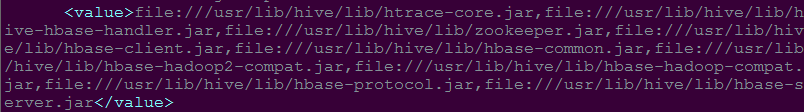 <value>file:///usr/lib/hive/lib/htrace-core.jar,file:///usr/lib/hive/lib/h
ive-hbase-handler.jar,file:///usr/lib/hive/lib/zookeeper.jar,file:///usr/lib/hiv
e/lib/hbase-client.jar,file:///usr/lib/hive/lib/hbase-common.jar,file:///usr/lib
/hive/lib/hbase-hadoop2-compat.jar,file:///usr/lib/hive/lib/hbase-hadoop-compat.
jar,file:///usr/lib/hive/lib/hbase-protocol.jar,file:///usr/lib/hive/lib/hbase-s
erver.jar</value>